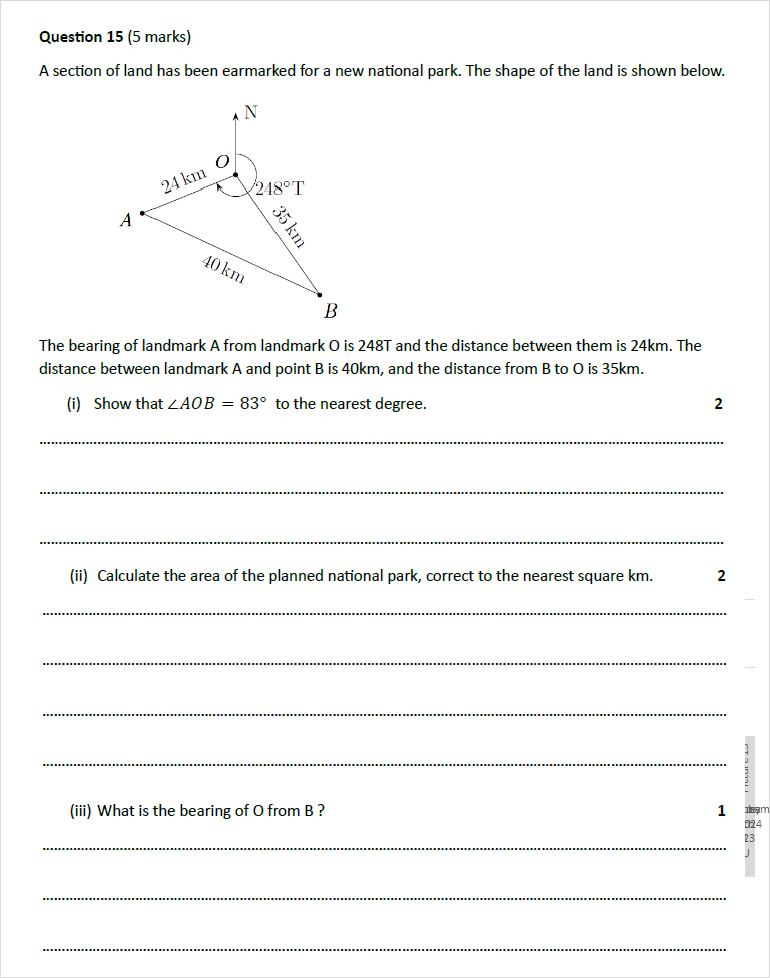 Question 15 (5 marks)
A section of land has been earmarked for a new national park. The shape of the land is shown below.
N
O
24 km
248°T
35 km
A
40 km
B
The bearing of landmark A from landmark O is 248T and the distance between them is 24km. The
distance between landmark A and point B is 40km, and the distance from B to O is 35km.
(i) Show that ∠AOB = 83° to the nearest degree. 2
(ii) Calculate the area of the planned national park, correct to the nearest square km. 2
(iii) What is the bearing of O from B ? 1